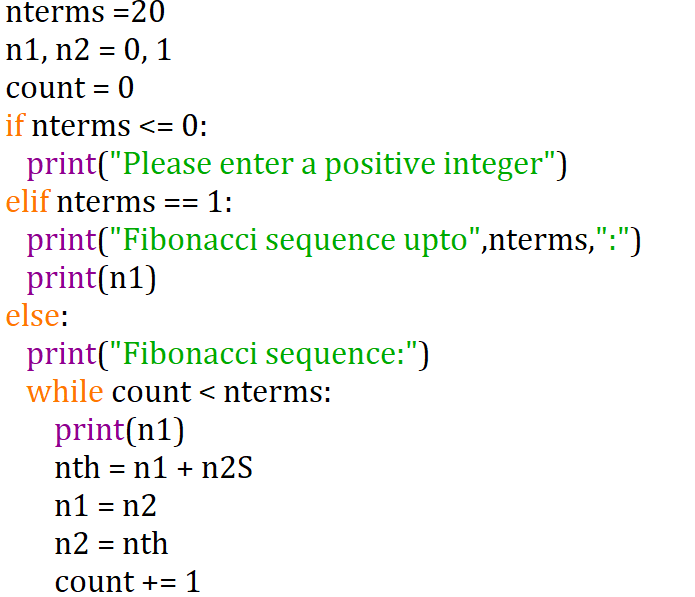 nterms =20
n1, n2 = 0, 1
count = 0
if nterms <= 0:
   print("Please enter a positive integer")
elif nterms == 1:
   print("Fibonacci sequence upto",nterms,":")
   print(n1)
else:
   print("Fibonacci sequence:")
   while count < nterms:
       print(n1)
       nth = n1 + n2S
       n1 = n2
       n2 = nth
       count += 1